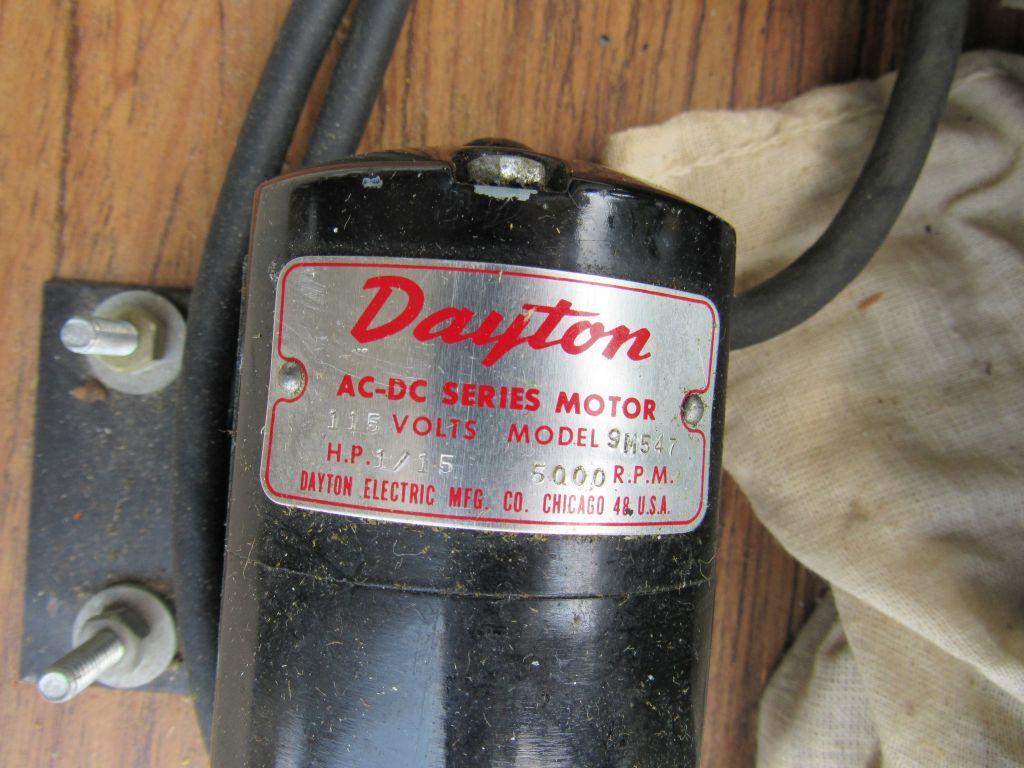 Dayton
AC-DC SERIES MOTOR
115 VOLTS MODEL 9M547
H.P. 1/15 5000 R.P.M.
DAYTON ELECTRIC MFG. CO. CHICAGO 48, U.S.A.